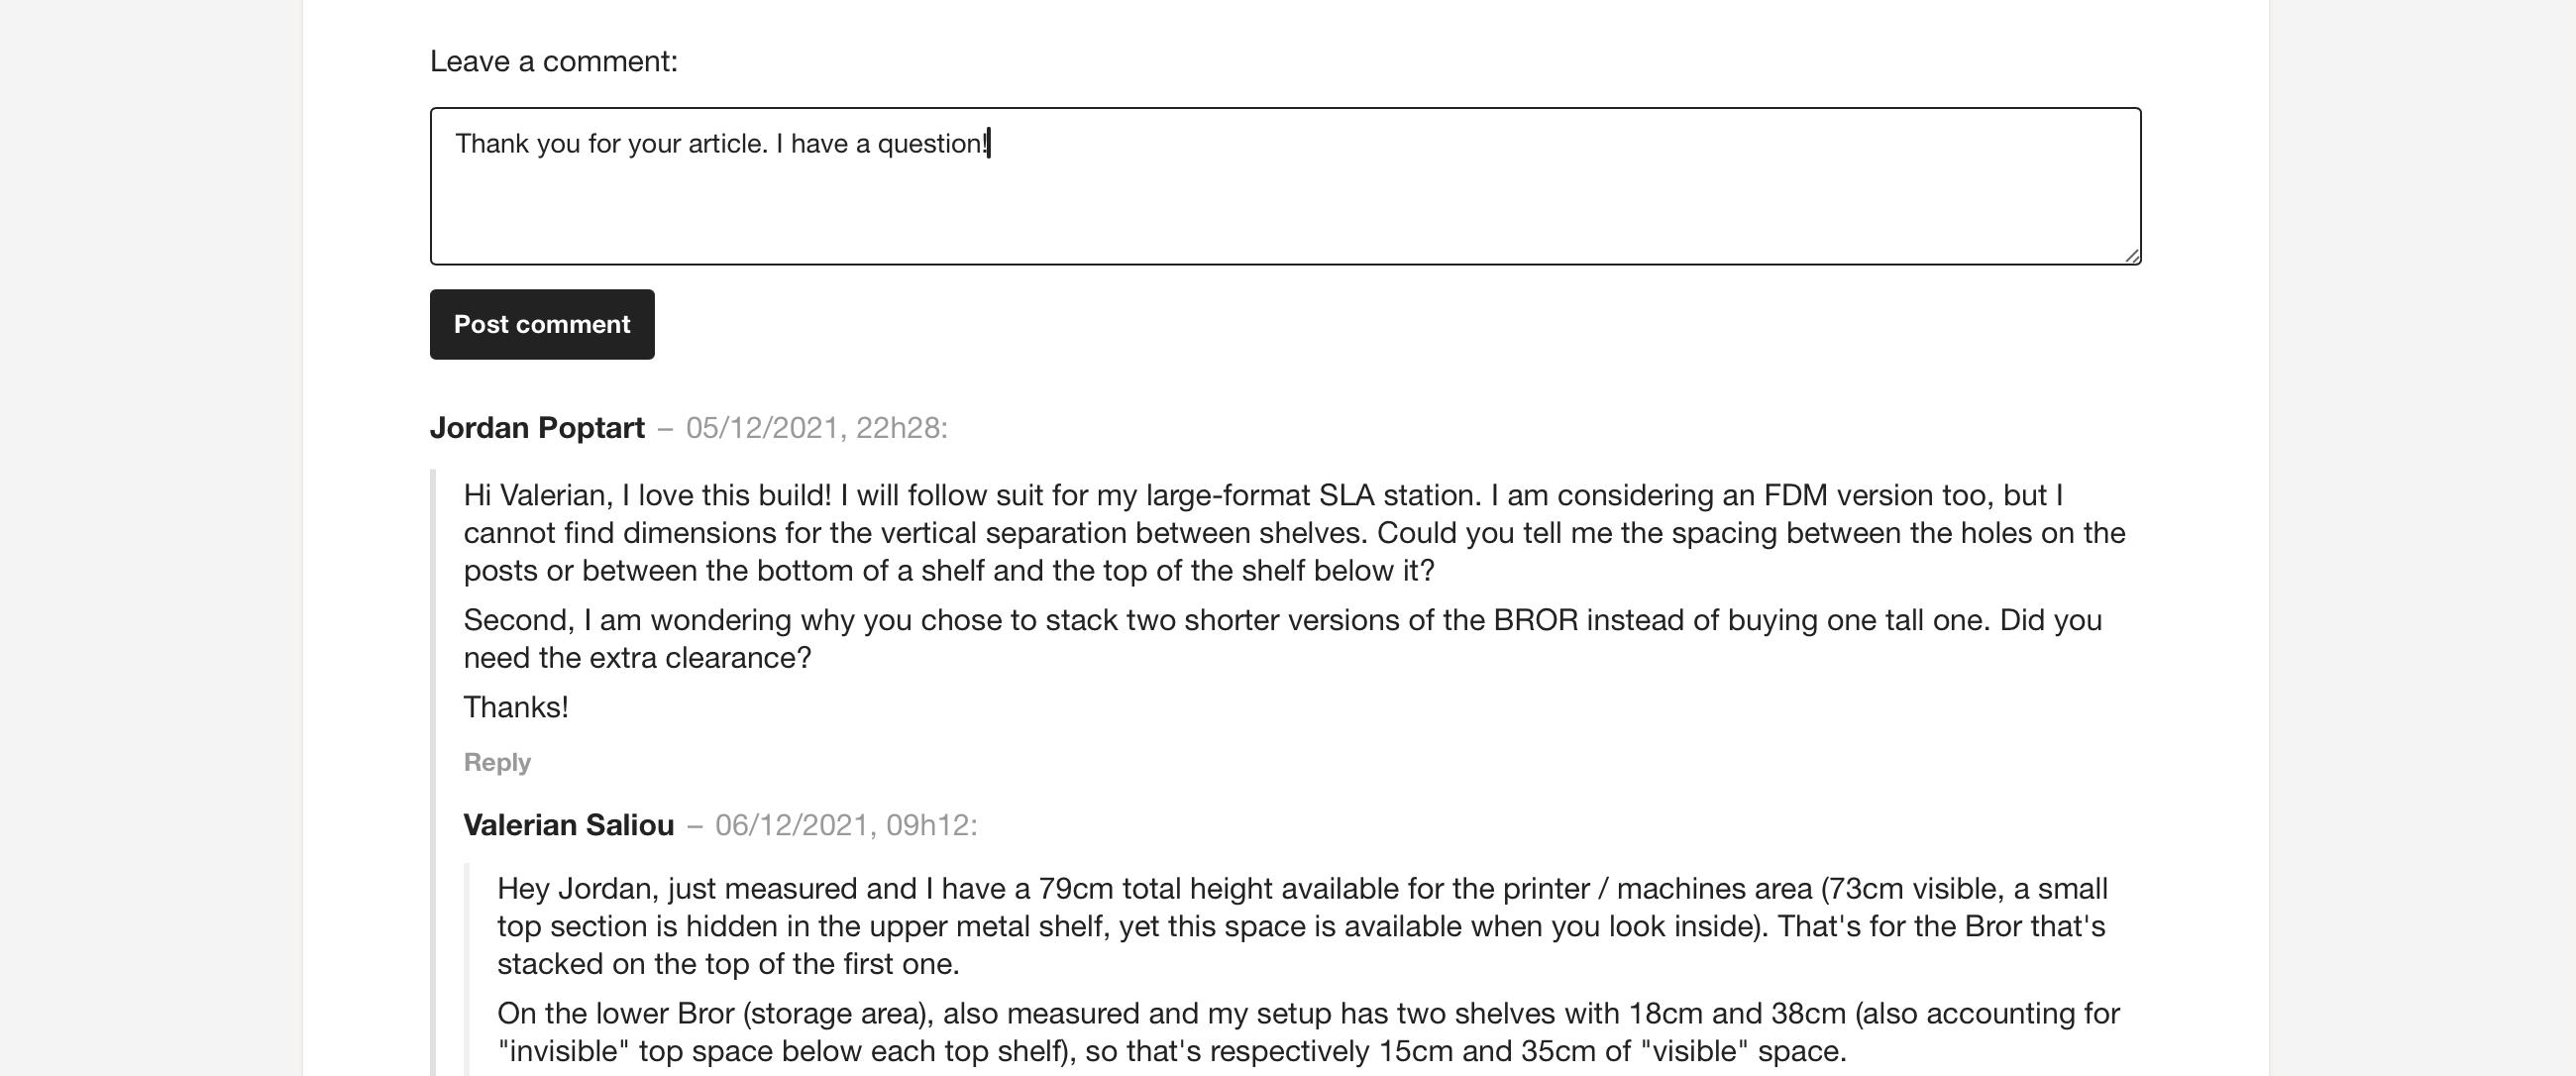 Leave a comment:
Thank you for your article. I have a question!
Post comment
Jordan Poptart – 05/12/2021, 22h28:
Hi Valerian, I love this build! I will follow suit for my large-format SLA station. I am considering an FDM version too, but I
cannot find dimensions for the vertical separation between shelves. Could you tell me the spacing between the holes on the
posts or between the bottom of a shelf and the top of the shelf below it?
Second, I am wondering why you chose to stack two shorter versions of the BROR instead of buying one tall one. Did you
need the extra clearance?
Thanks!
Reply
Valerian Saliou – 06/12/2021, 09h12:
Hey Jordan, just measured and I have a 79cm total height available for the printer / machines area (73cm visible, a small
top section is hidden in the upper metal shelf, yet this space is available when you look inside). That's for the Bror that's
stacked on the top of the first one.
On the lower Bror (storage area), also measured and my setup has two shelves with 18cm and 38cm (also accounting for
"invisible" top space below each top shelf), so that's respectively 15cm and 35cm of "visible" space.